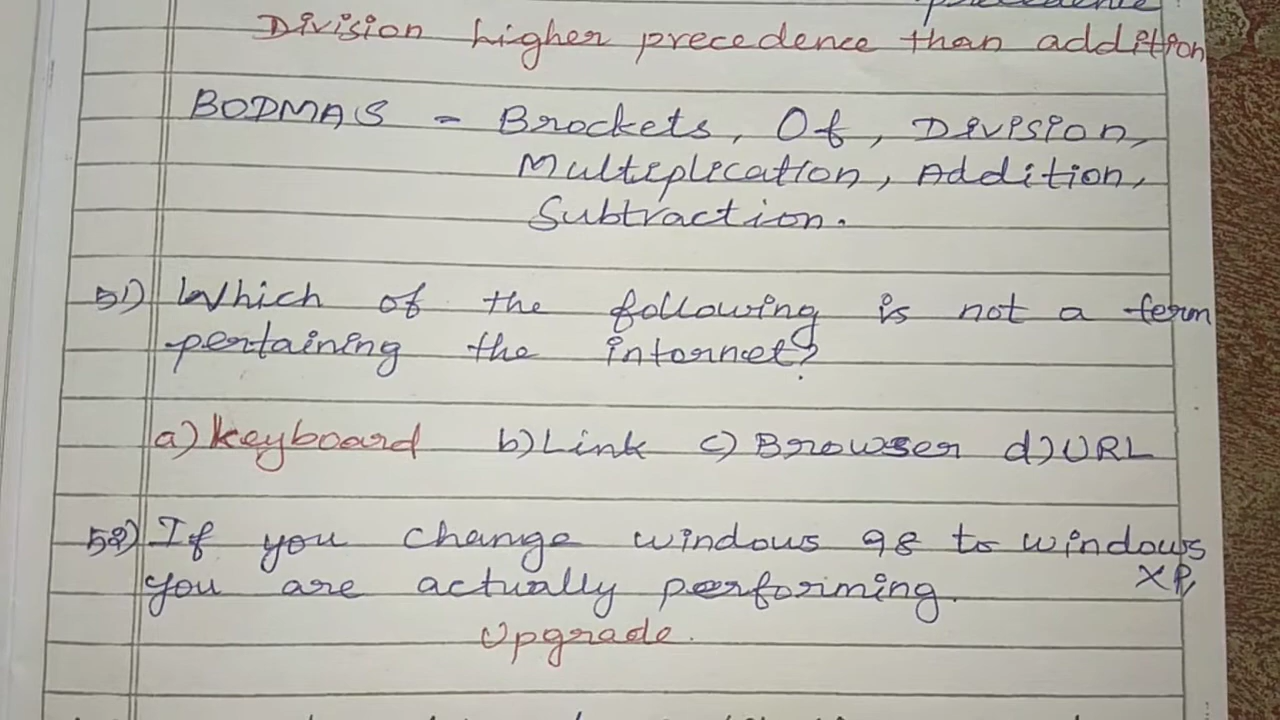 precedence
Division higher precedence than addition
BODMAS - Brockets, Of, Division,
Multiplication, Addition,
Subtraction.
51) Which of the following is not a term
pertaining the internet?
a) keyboard b) Link c) Browser d) URL
52) If you change windows 98 to windows
XP, you are actually performing.
Upgrade.